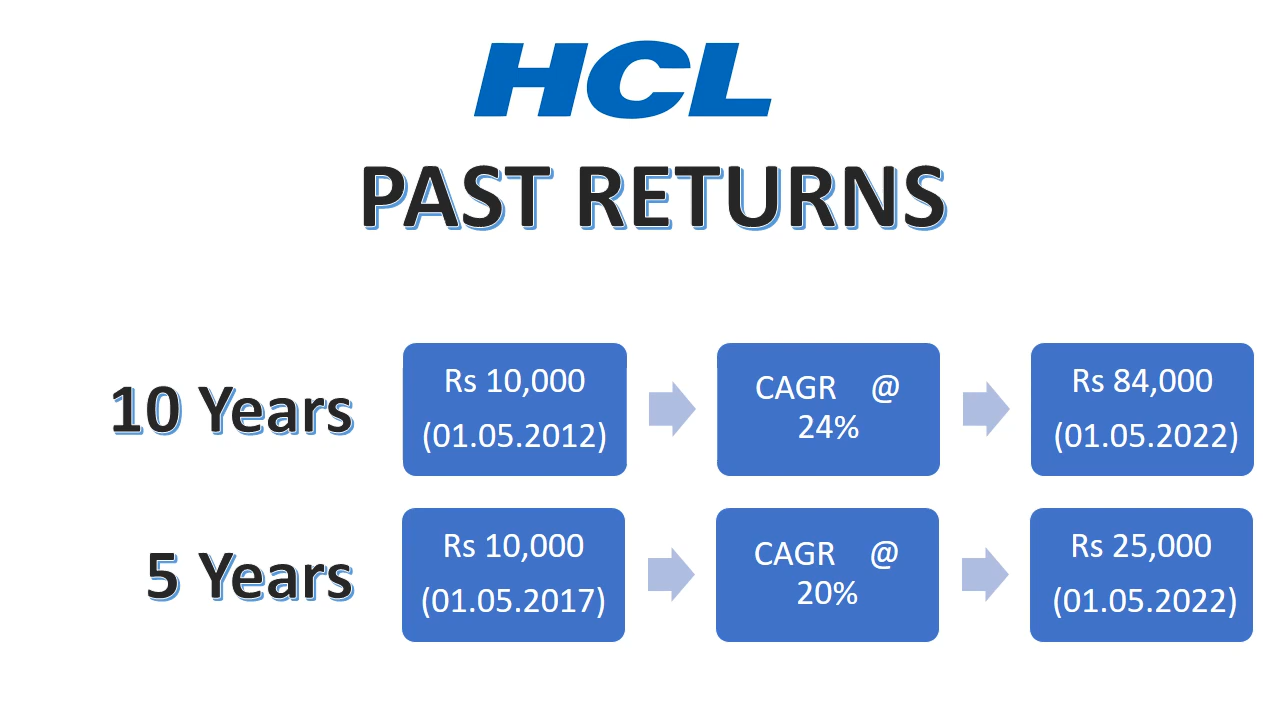 HCL
PAST RETURNS
10 Years
Rs 10,000
(01.05.2012)
CAGR @
24%
Rs 84,000
(01.05.2022)
5 Years
Rs 10,000
(01.05.2017)
CAGR @
20%
Rs 25,000
(01.05.2022)